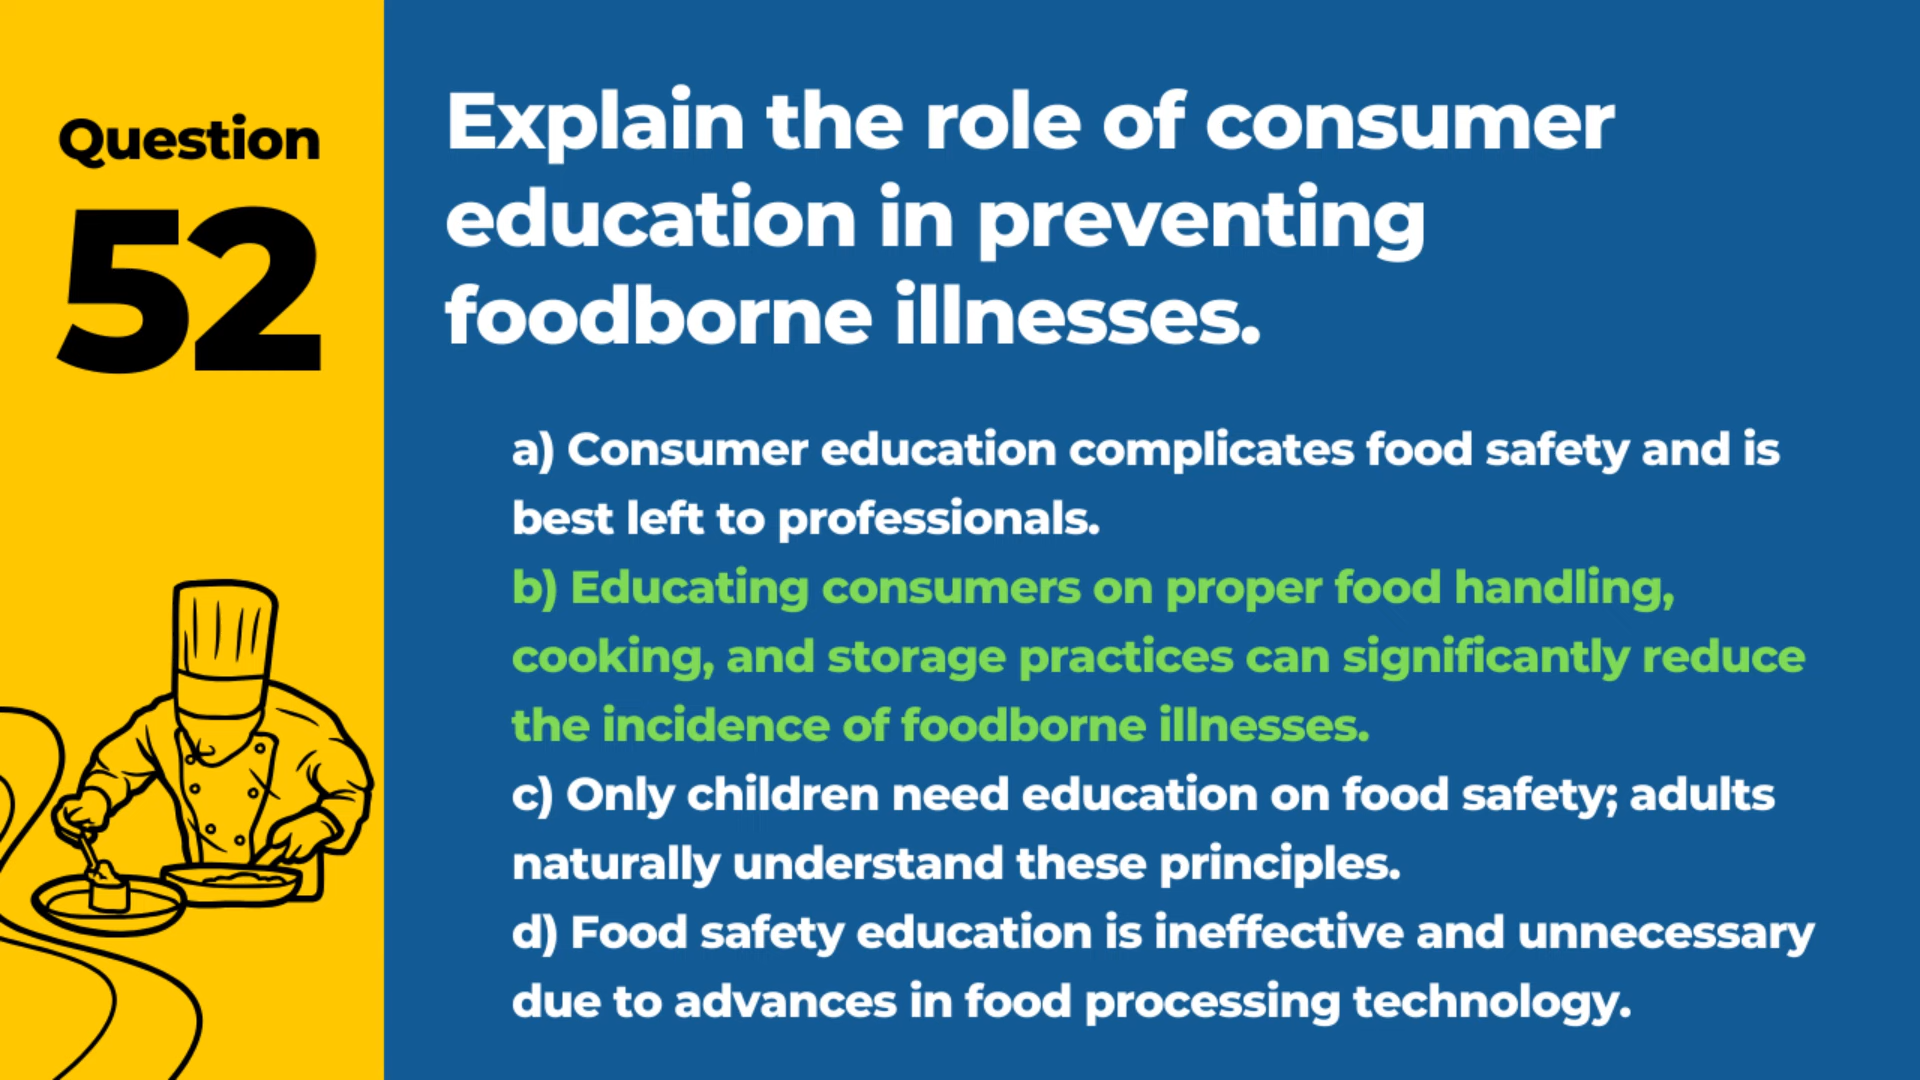 Question
52
Explain the role of consumer
education in preventing
foodborne illnesses.
a) Consumer education complicates food safety and is
best left to professionals.
b) Educating consumers on proper food handling,
cooking, and storage practices can significantly reduce
the incidence of foodborne illnesses.
c) Only children need education on food safety; adults
naturally understand these principles.
d) Food safety education is ineffective and unnecessary
due to advances in food processing technology.